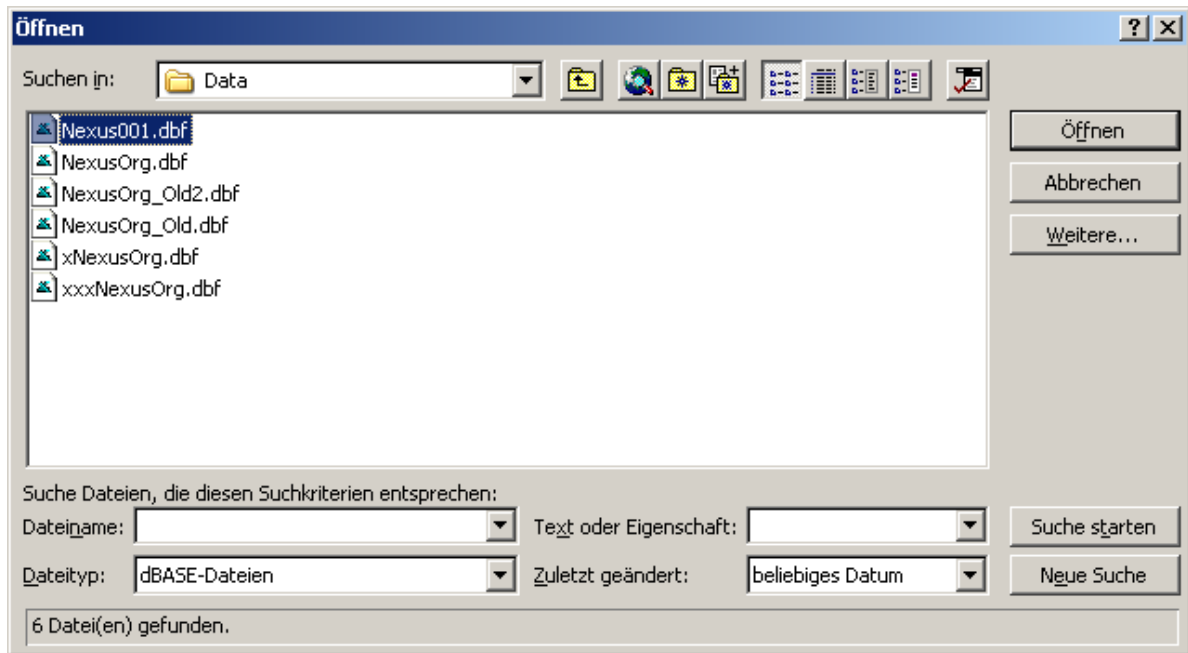 Öffnen
Suchen in: Data
Nexus001.dbf
NexusOrg.dbf
NexusOrg_Old2.dbf
NexusOrg_Old.dbf
xNexusOrg.dbf
xxxNexusOrg.dbf
Öffnen
Abbrechen
Weitere...
Suche Dateien, die diesen Suchkriterien entsprechen:
Dateiname: Text oder Eigenschaft: Suche starten
Dateityp: dBASE-Dateien Zuletzt geändert: beliebiges Datum Neue Suche
6 Datei(en) gefunden.